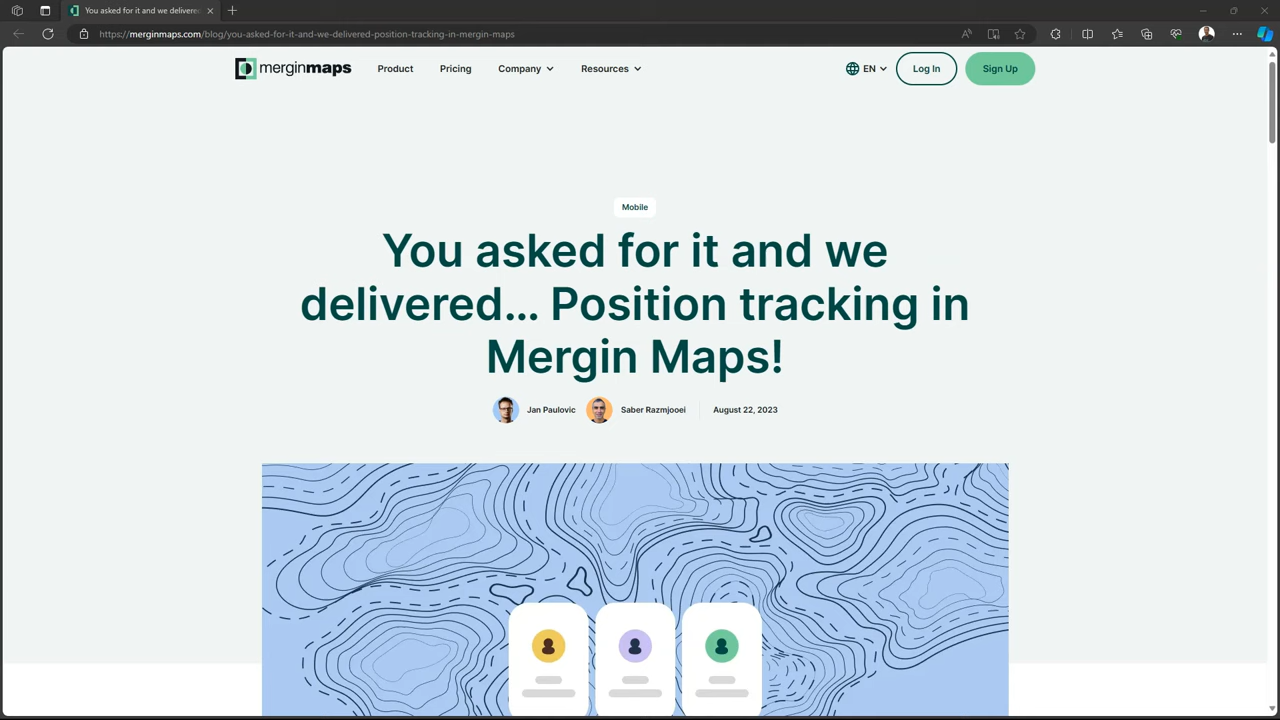 You asked for it and we delivere
https://merginmaps.com/blog/you-asked-for-it-and-we-delivered-position-tracking-in-mergin-maps
merginmaps
Product
Pricing
Company
Resources
EN
Log In
Sign Up
Mobile
You asked for it and we
delivered... Position tracking in
Mergin Maps!
Jan Paulovic
Saber Razmjooei
August 22, 2023